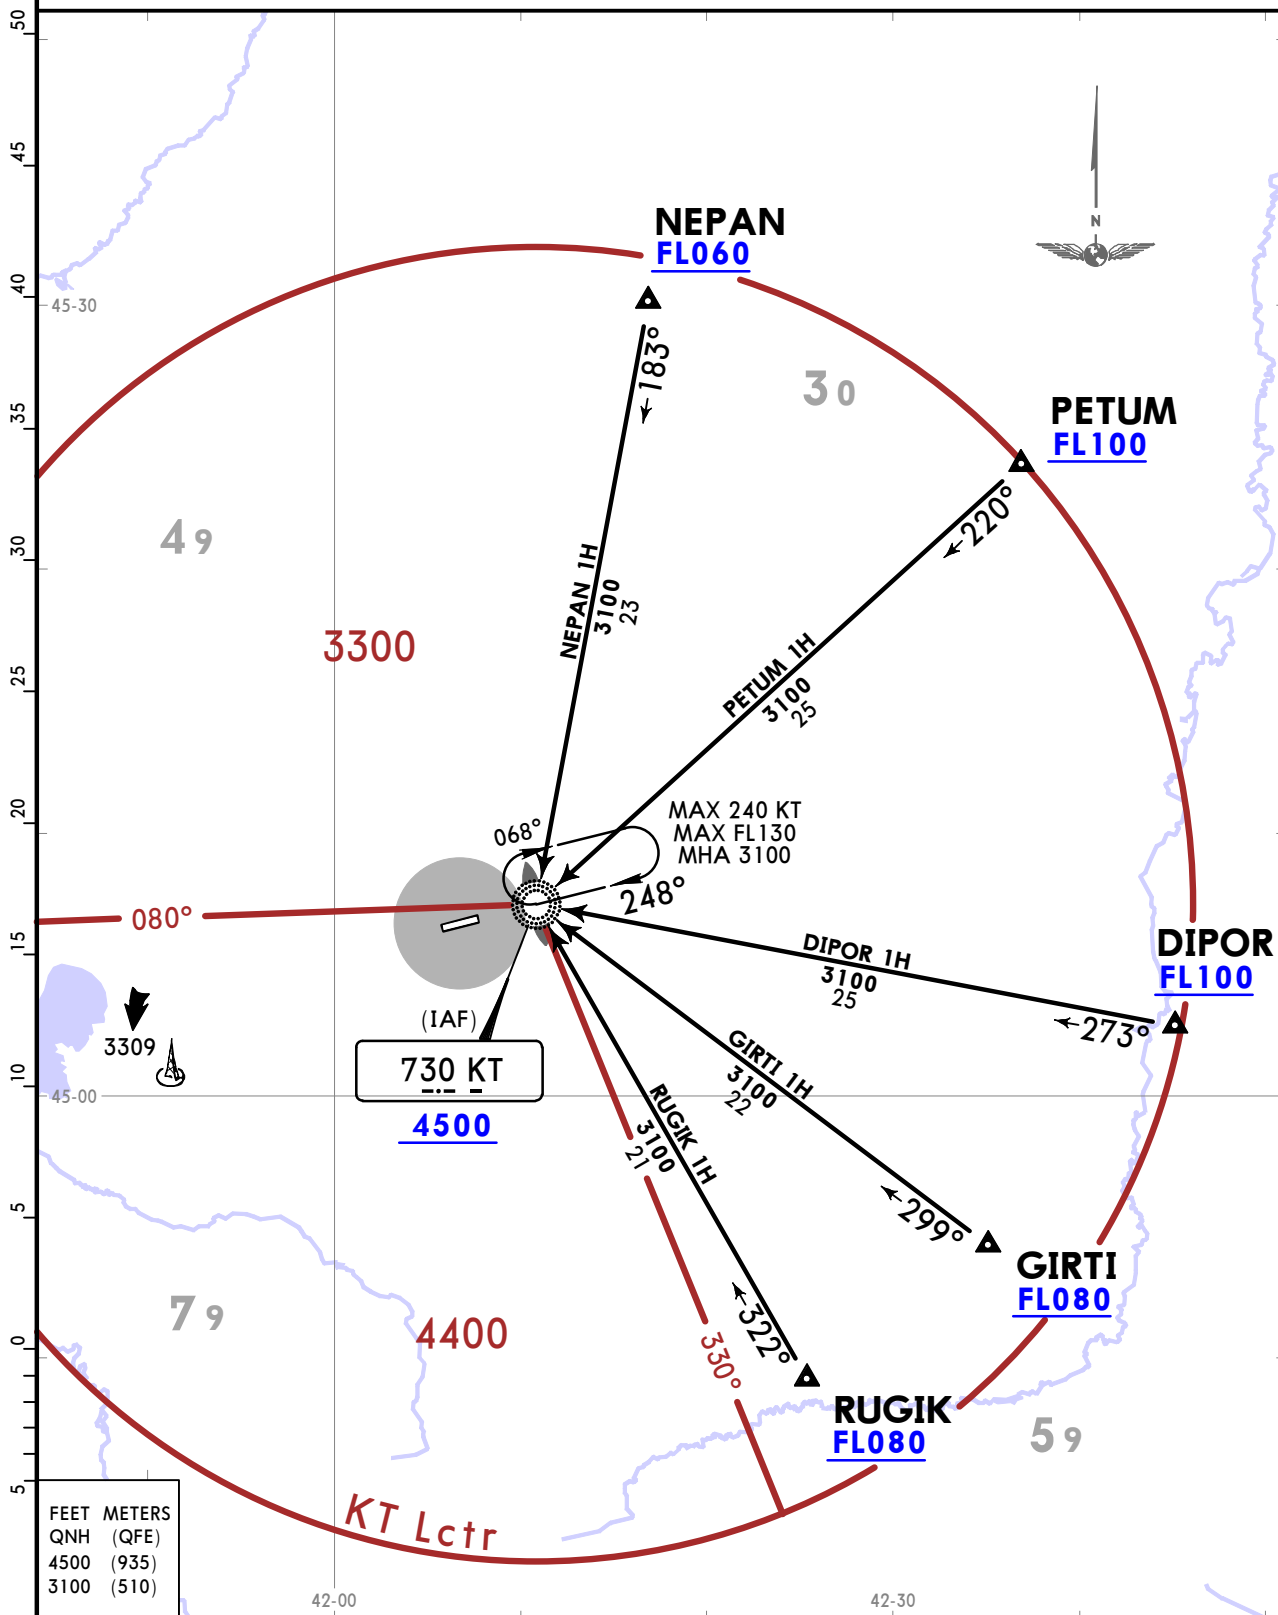 50
45
40
35
30
25
20
15
10
5
0
5
N
NEPAN
FL060
45-30
183°
30
PETUM
FL100
220°
49
NEPAN 1H
3100
23
3300
PETUM 1H
3100
25
MAX 240 KT
MAX FL130
MHA 3100
068°
248°
080°
DIPOR 1H
3100
25
DIPOR
FL100
273°
(IAF)
730 KT
4500
3309
45-00
GIRTI 1H
3100
22
RUGIK 1H
3100
21
299°
GIRTI
FL080
79
4400
330°
322°
RUGIK
FL080
59
KT Lctr
FEET METERS
QNH (QFE)
4500 (935)
3100 (510)
42-00
42-30